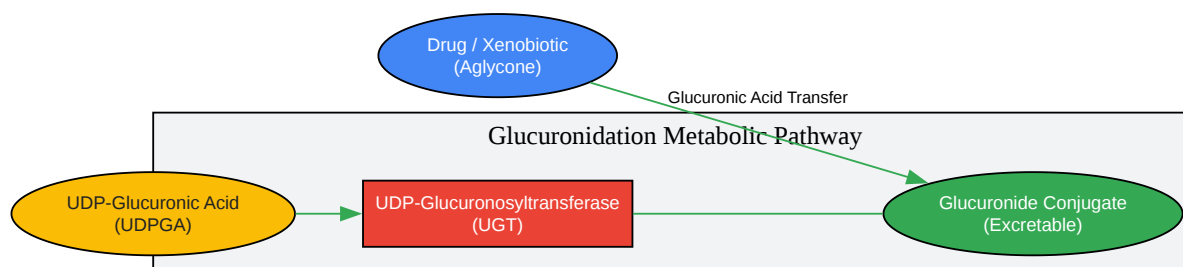 Drug / Xenobiotic
(Aglycone)
Glucuronic Acid Transfer
Glucuronidation Metabolic Pathway
UDP-Glucuronic Acid
(UDPGA)
UDP-Glucuronosyltransferase
(UGT)
Glucuronide Conjugate
(Excretable)